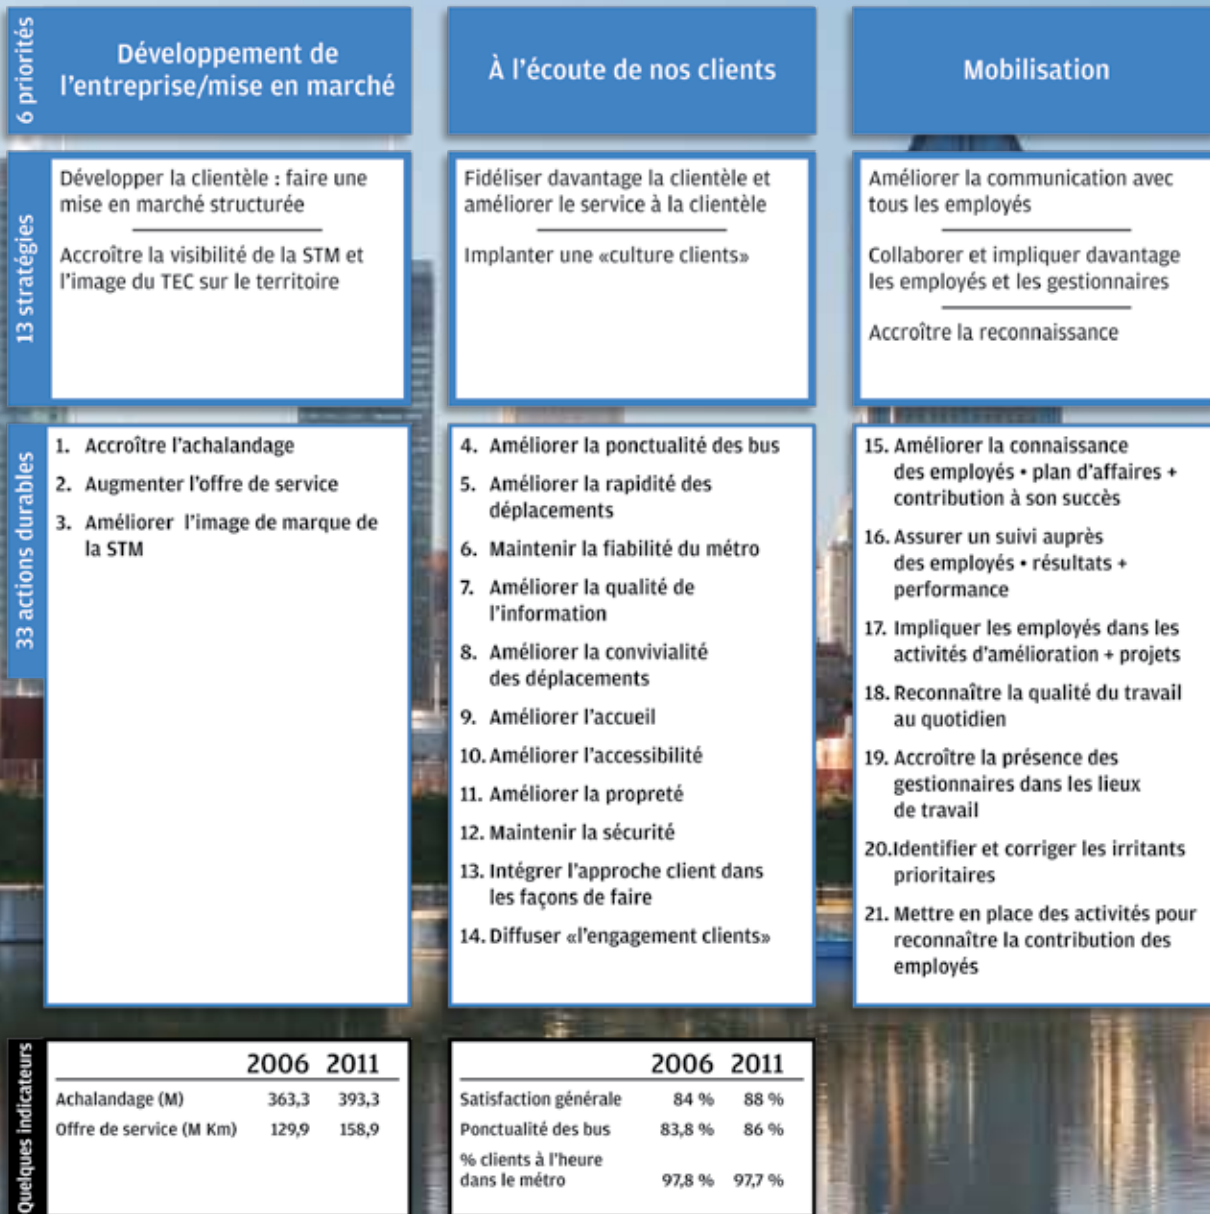 6 priorités
Développement de
l'entreprise/mise en marché
À l'écoute de nos clients
Mobilisation
13 stratégies
Développer la clientèle : faire une
mise en marché structurée
Accroître la visibilité de la STM et
l'image du TEC sur le territoire
Fidéliser davantage la clientèle et
améliorer le service à la clientèle
Implanter une «culture clients»
Améliorer la communication avec
tous les employés
Collaborer et impliquer davantage
les employés et les gestionnaires
Accroître la reconnaissance
33 actions durables
1. Accroître l'achalandage
2. Augmenter l'offre de service
3. Améliorer l'image de marque de
la STM
4. Améliorer la ponctualité des bus
5. Améliorer la rapidité des
déplacements
6. Maintenir la fiabilité du métro
7. Améliorer la qualité de
l'information
8. Améliorer la convivialité
des déplacements
9. Améliorer l'accueil
10. Améliorer l'accessibilité
11. Améliorer la propreté
12. Maintenir la sécurité
13. Intégrer l'approche client dans
les façons de faire
14. Diffuser «l'engagement clients»
15. Améliorer la connaissance
des employés • plan d'affaires +
contribution à son succès
16. Assurer un suivi auprès
des employés • résultats +
performance
17. Impliquer les employés dans les
activités d'amélioration + projets
18. Reconnaître la qualité du travail
au quotidien
19. Accroître la présence des
gestionnaires dans les lieux
de travail
20.Identifier et corriger les irritants
prioritaires
21. Mettre en place des activités pour
reconnaître la contribution des
employés
Quelques indicateurs
2006 2011
Achalandage (M) 363,3 393,3
Offre de service (M Km) 129,9 158,9
2006 2011
Satisfaction générale 84 % 88 %
Ponctualité des bus 83,8 % 86 %
% clients à l'heure
dans le métro 97,8 % 97,7 %